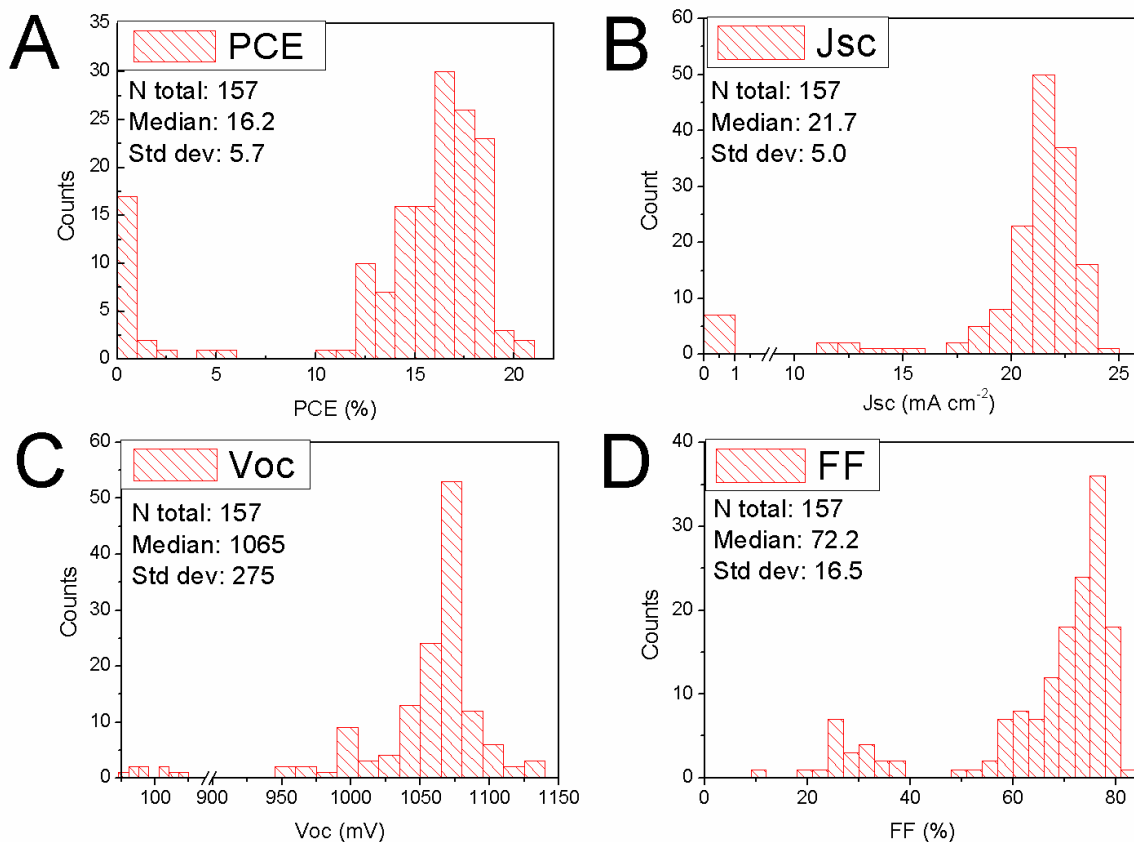 A
PCE
N total: 157
Median: 16.2
Std dev: 5.7
Counts
35
30
25
20
15
10
5
0
0 5 10 15 20
PCE (%)
B
Jsc
N total: 157
Median: 21.7
Std dev: 5.0
Count
60
50
40
30
20
10
0
0 1 10 15 20 25
Jsc (mA cm⁻²)
C
Voc
N total: 157
Median: 1065
Std dev: 275
Counts
60
50
40
30
20
10
0
100 900 950 1000 1050 1100 1150
Voc (mV)
D
FF
N total: 157
Median: 72.2
Std dev: 16.5
Counts
40
30
20
10
0
0 20 40 60 80
FF (%)